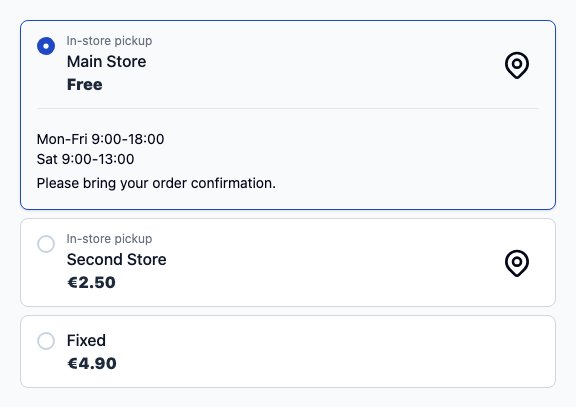 In-store pickup
Main Store
Free
Mon-Fri 9:00-18:00
Sat 9:00-13:00
Please bring your order confirmation.
In-store pickup
Second Store
€2.50
Fixed
€4.90